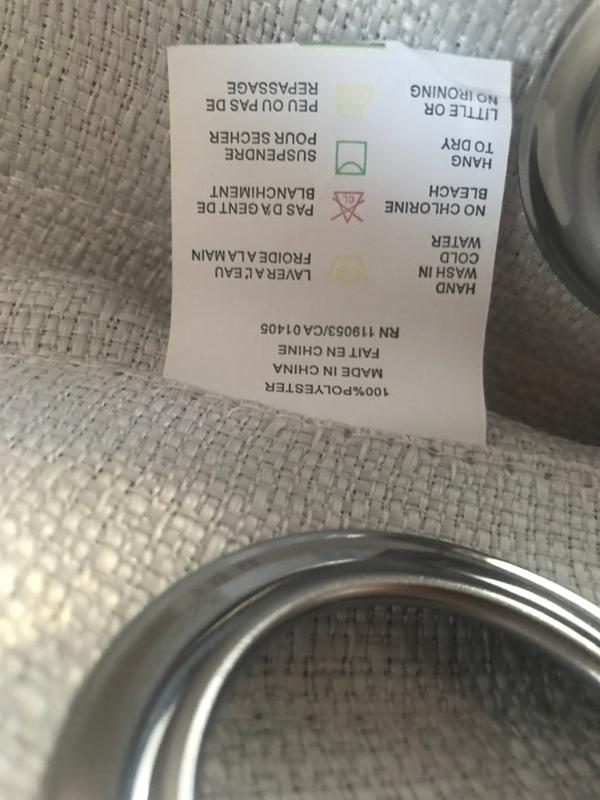 100%POLYESTER
MADE IN CHINA
FAIT EN CHINE
RN 119053/CA 01405
HAND
WASH IN
COLD
WATER
LAVER A L'EAU
FROIDE A LA MAIN
NO CHLORINE
BLEACH
CL
PAS D'AGENT DE
BLANCHIMENT
HANG
TO DRY
SUSPENDRE
POUR SECHER
LITTLE OR
NO IRONING
PEU OU PAS DE
REPASSAGE